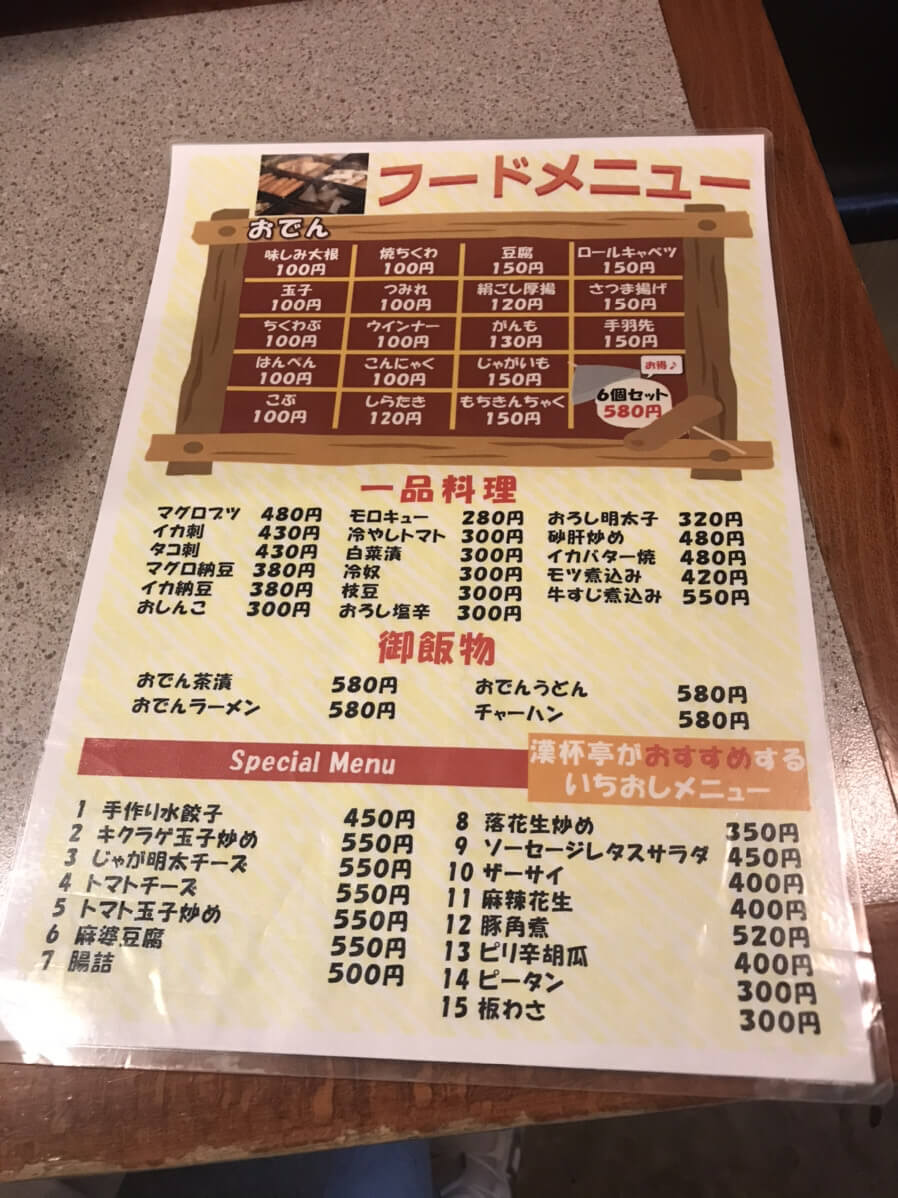 フードメニュー
おでん
味しみ大根 焼ちくわ 豆腐 ロールキャベツ
100円 100円 150円 150円
玉子 つみれ 絹ごし厚揚 さつま揚げ
100円 100円 120円 150円
ちくわぶ ウインナー がんも 手羽先
100円 100円 130円 150円
はんぺん こんにゃく じゃがいも お得♪
100円 100円 150円 6個セット
こぶ しらたき もちきんちゃく 580円
100円 120円 150円
一品料理
マグロブツ 480円 モロキュー 280円 おろし明太子 320円
イカ刺 430円 冷やしトマト 300円 砂肝炒め 480円
タコ刺 430円 白菜漬 300円 イカバター焼 480円
マグロ納豆 380円 冷奴 300円 モツ煮込み 420円
イカ納豆 380円 枝豆 300円 牛すじ煮込み 550円
おしんこ 300円 おろし塩辛 300円
御飯物
おでん茶漬 580円 おでんうどん 580円
おでんラーメン 580円 チャーハン 580円
Special Menu
漢杯亭がおすすめする
いちおしメニュー
1 手作り水餃子 450円
2 キクラゲ玉子炒め 550円
3 じゃが明太チーズ 550円
4 トマトチーズ 550円
5 トマト玉子炒め 550円
6 麻婆豆腐 550円
7 腸詰 500円
8 落花生炒め 350円
9 ソーセージレタスサラダ 450円
10 ザーサイ 400円
11 麻辣花生 400円
12 豚角煮 520円
13 ピリ辛胡瓜 400円
14 ピータン 300円
15 板わさ 300円